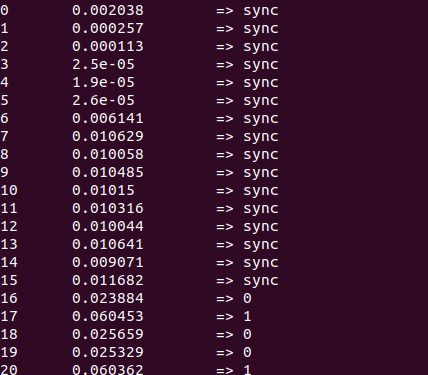 0 0.002038 => sync
1 0.000257 => sync
2 0.000113 => sync
3 2.5e-05 => sync
4 1.9e-05 => sync
5 2.6e-05 => sync
6 0.006141 => sync
7 0.010629 => sync
8 0.010058 => sync
9 0.010485 => sync
10 0.01015 => sync
11 0.010316 => sync
12 0.010044 => sync
13 0.010641 => sync
14 0.009071 => sync
15 0.011682 => sync
16 0.023884 => 0
17 0.060453 => 1
18 0.025659 => 0
19 0.025329 => 0
20 0.060362 => 1